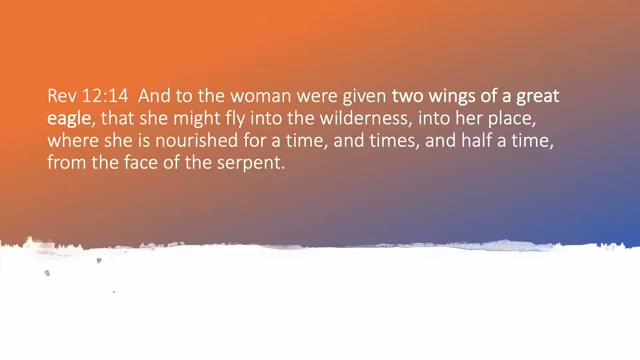 Rev 12:14  And to the woman were given two wings of a great
eagle, that she might fly into the wilderness, into her place,
where she is nourished for a time, and times, and half a time,
from the face of the serpent.